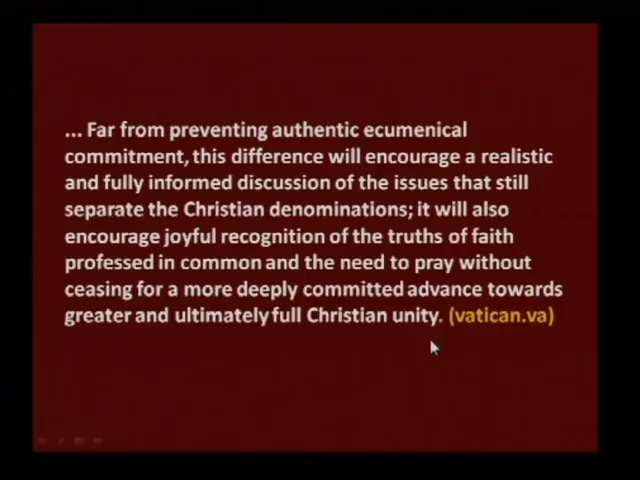 ... Far from preventing authentic ecumenical
commitment, this difference will encourage a realistic
and fully informed discussion of the issues that still
separate the Christian denominations; it will also
encourage joyful recognition of the truths of faith
professed in common and the need to pray without
ceasing for a more deeply committed advance towards
greater and ultimately full Christian unity. (vatican.va)